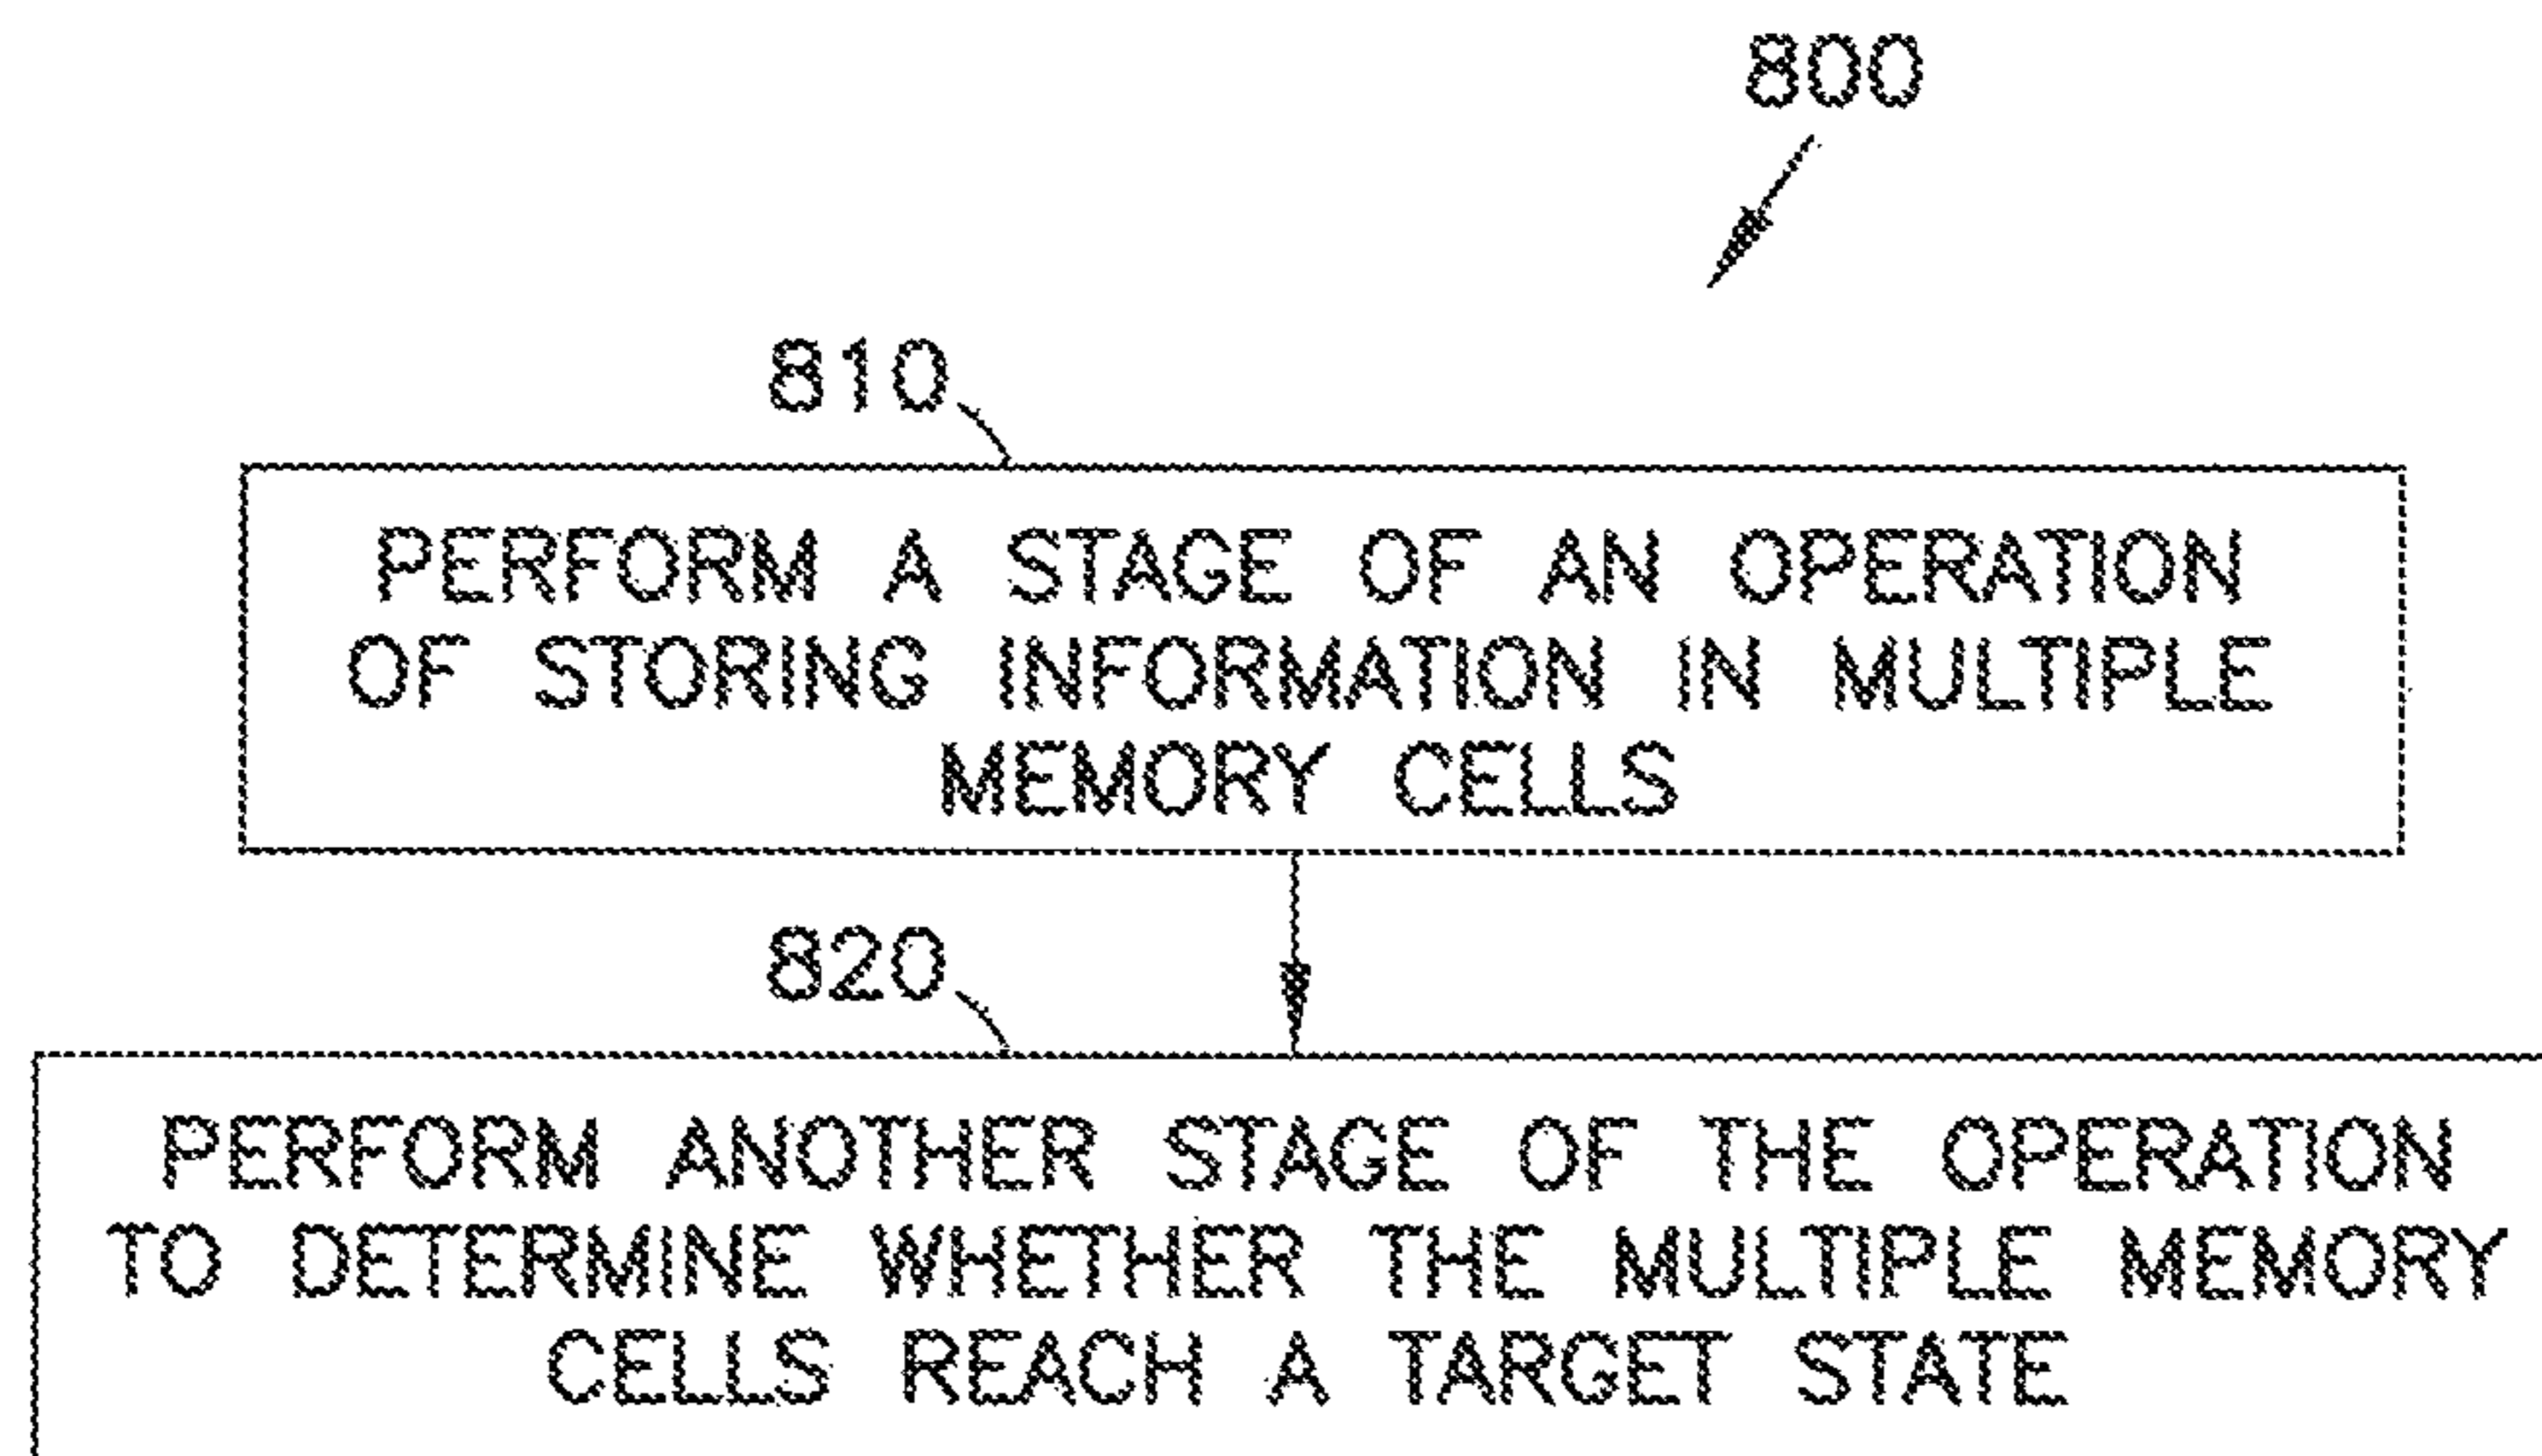 800
810
PERFORM A STAGE OF AN OPERATION
OF STORING INFORMATION IN MULTIPLE
MEMORY CELLS
820
PERFORM ANOTHER STAGE OF THE OPERATION
TO DETERMINE WHETHER THE MULTIPLE MEMORY
CELLS REACH A TARGET STATE